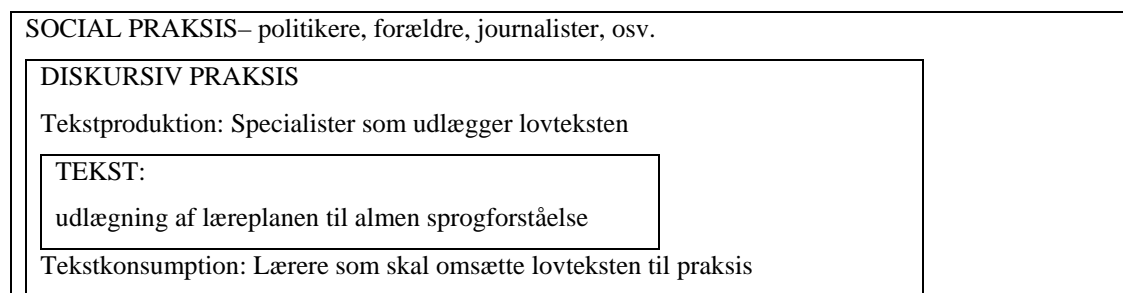 SOCIAL PRAKSIS– politikere, forældre, journalister, osv.
DISKURSIV PRAKSIS
Tekstproduktion: Specialister som udlægger lovteksten
TEKST:
udlægning af læreplanen til almen sprogforståelse
Tekstkonsumption: Lærere som skal omsætte lovteksten til praksis